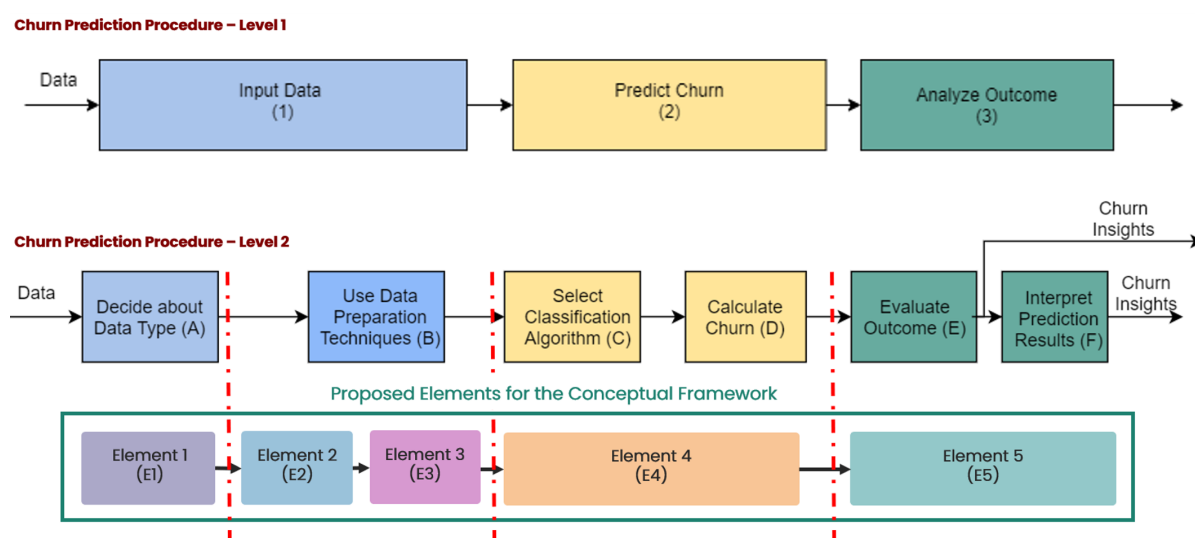 Churn Prediction Procedure – Level 1
Data
Input Data
(1)
Predict Churn
(2)
Analyze Outcome
(3)
Churn Prediction Procedure – Level 2
Churn
Insights
Data
Decide about
Data Type (A)
Use Data
Preparation
Techniques (B)
Select
Classification
Algorithm (C)
Calculate
Churn (D)
Evaluate
Outcome (E)
Interpret
Prediction
Results (F)
Churn
Insights
Proposed Elements for the Conceptual Framework
Element 1
(E1)
Element 2
(E2)
Element 3
(E3)
Element 4
(E4)
Element 5
(E5)